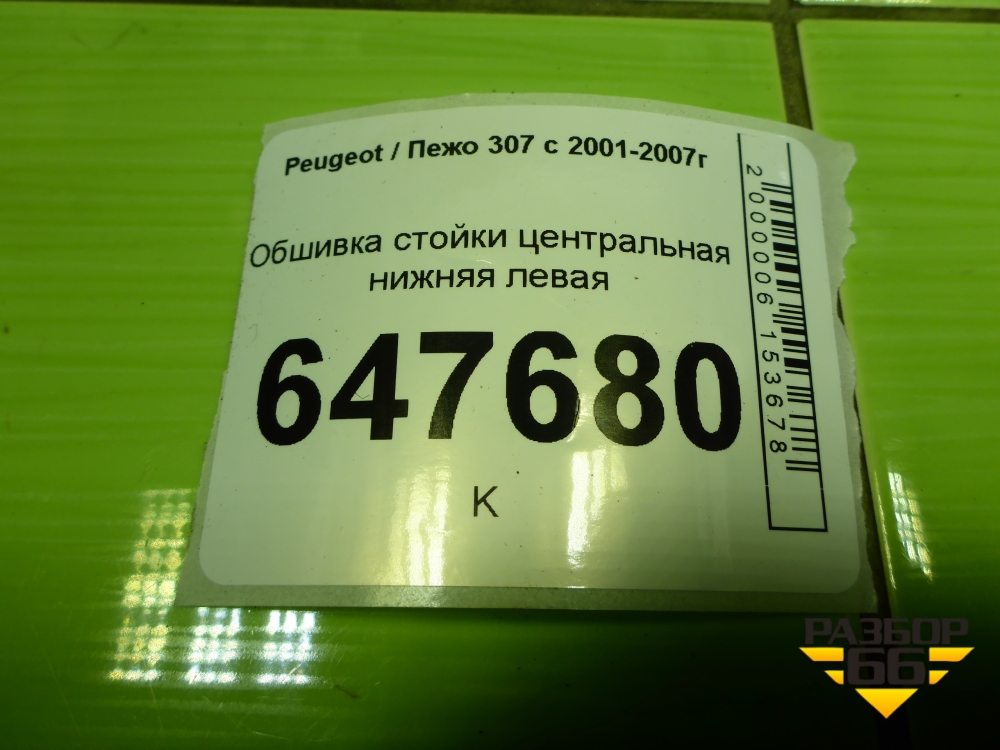 Peugeot / Пежо 307 с 2001-2007г
Обшивка стойки центральная
нижняя левая
647680
К
2000006153678
РАЗБОР
66